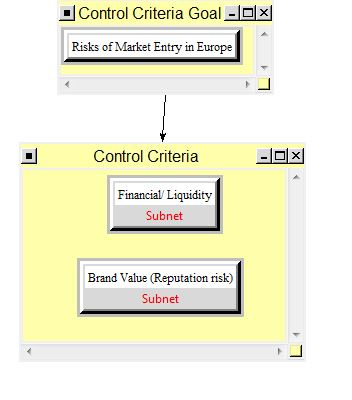 Control Criteria Goal
Risks of Market Entry in Europe
Control Criteria
Financial/ Liquidity
Subnet
Brand Value (Reputation risk)
Subnet